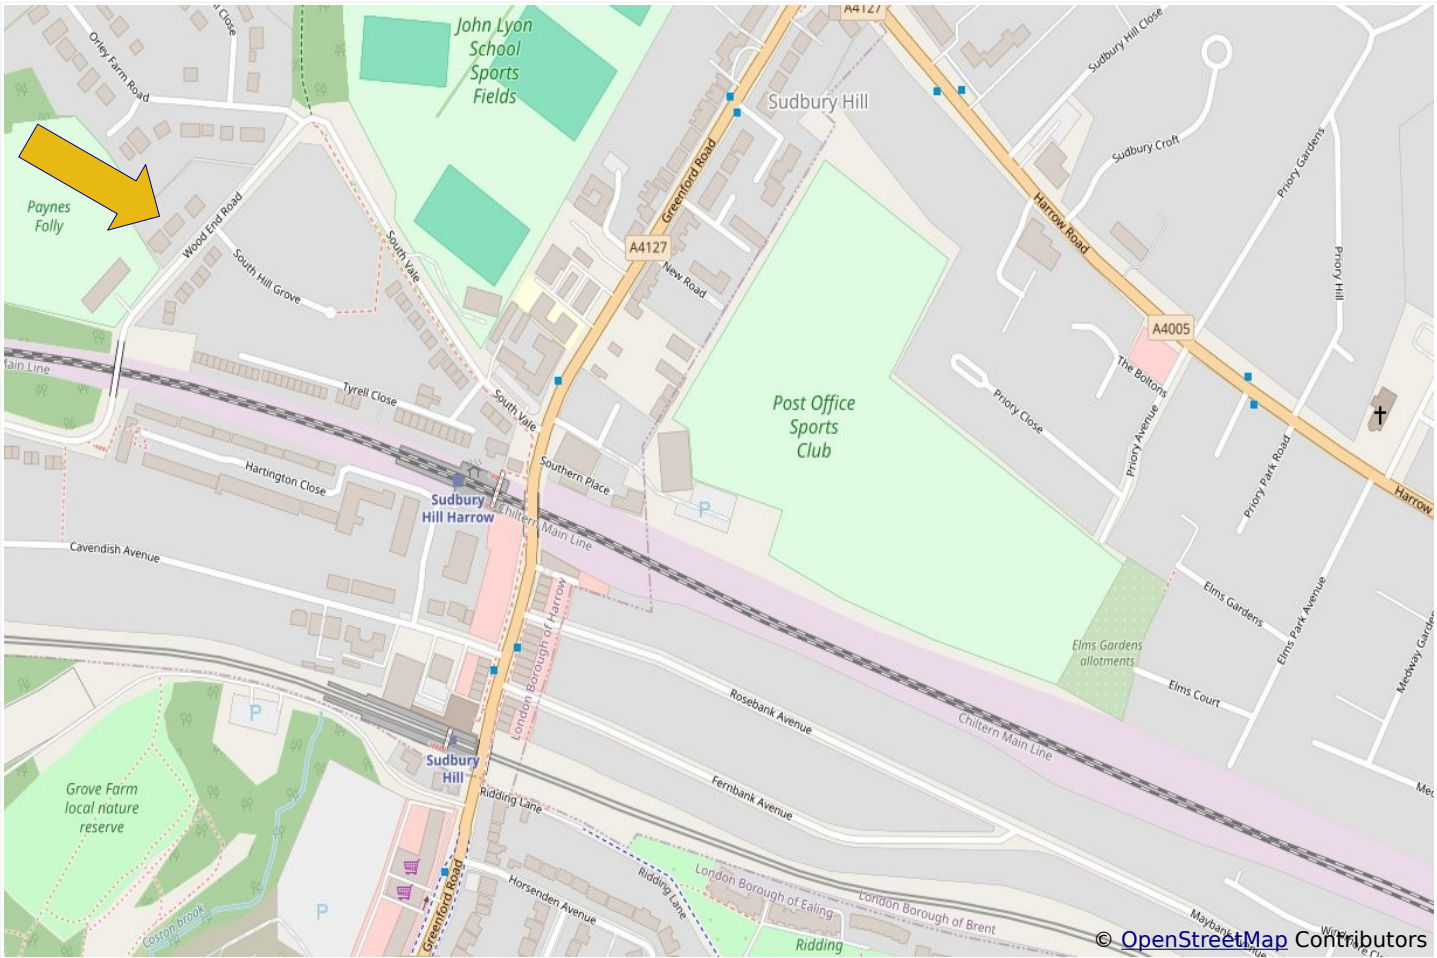 A4127
Close
John Lyon
School
Sports
Fields
Sudbury Hill Close
Orley Farm Road
Sudbury Hill
Sudbury Croft
Priory Gardens
Greenford Road
Harrow Road
Paynes
Folly
Wood End Road
South Vale
A4127
South Hill Grove
New Road
Priory Hill
A4005
Main Line
The Boltons
Tyrell Close
South Vale
Post Office
Sports
Club
Priory Close
Priory Avenue
Priory Park Road
Harrow
Hartington Close
Southern Place
Sudbury
Hill Harrow
P
Chiltern Main Line
Cavendish Avenue
London Borough of Harrow
Elms Gardens
Elms Park Avenue
Medway Gardens
Elms Gardens
allotments
Elms Court
Rosebank Avenue
P
Chiltern Main Line
Sudbury
Hill
Fernbank Avenue
Grove Farm
local nature
reserve
Ridding Lane
Greenford Road
Horsenden Avenue
Ridding Lane
London Borough of Ealing
London Borough of Brent
P
Coston brook
Maybank Avenue
Ridding
© OpenStreetMap Contributors